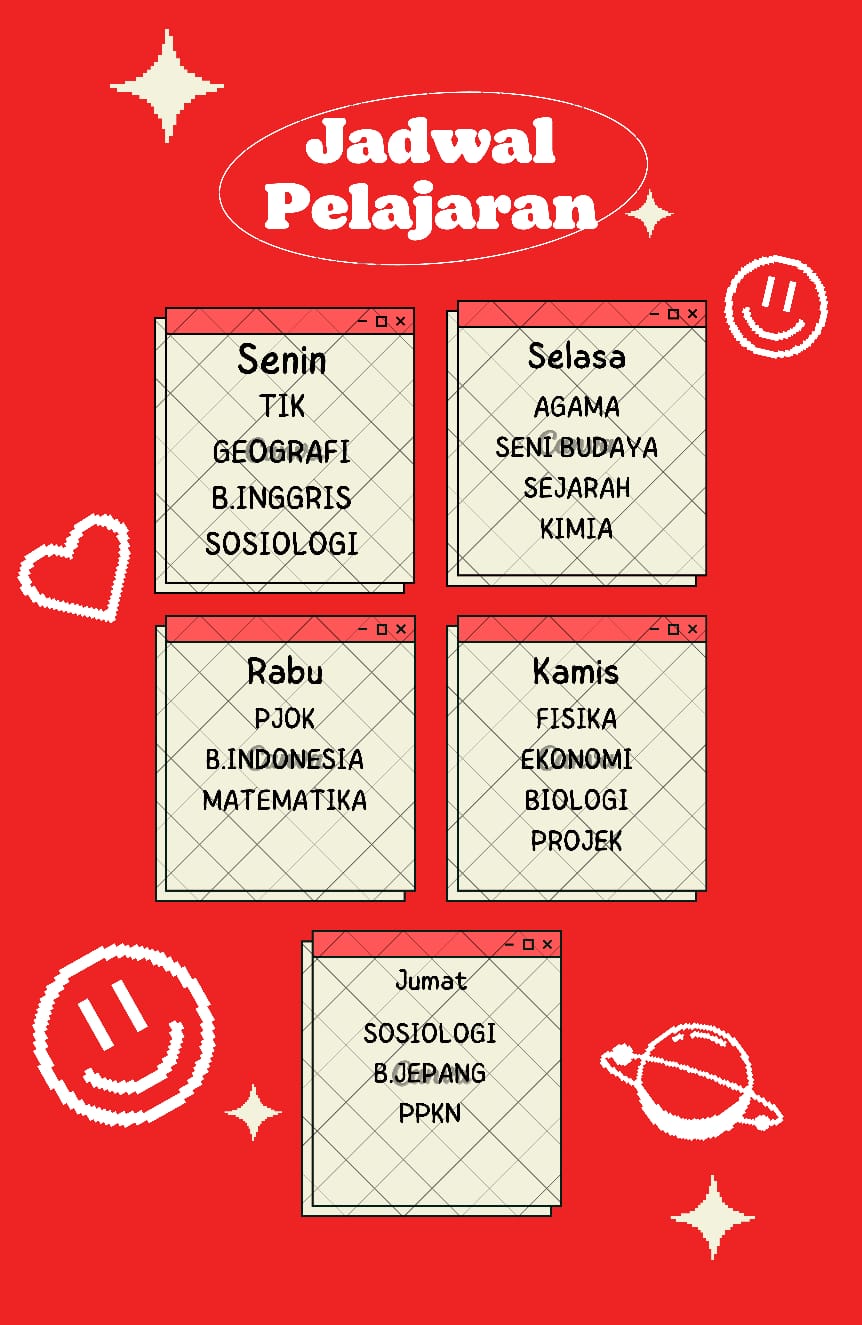 Jadwal
Pelajaran
Senin
TIK
GEOGRAFI
B.INGGRIS
SOSIOLOGI
Selasa
AGAMA
SENI BUDAYA
SEJARAH
KIMIA
Rabu
PJOK
B.INDONESIA
MATEMATIKA
Kamis
FISIKA
EKONOMI
BIOLOGI
PROJEK
Jumat
SOSIOLOGI
B.JEPANG
PPKN